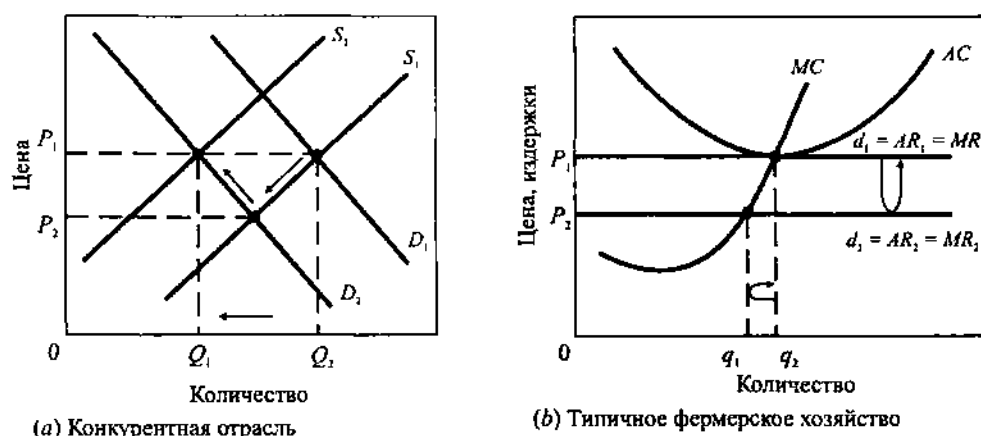 Цена
P₁
P₂
0
S₂
S₁
D₁
D₂
Q₁
Q₂
Количество
(a) Конкурентная отрасль
Цена, издержки
P₁
P₂
0
MC
AC
d₁ = AR₁ = MR
d₂ = AR₂ = MR₂
q₁
q₂
Количество
(b) Типичное фермерское хозяйство